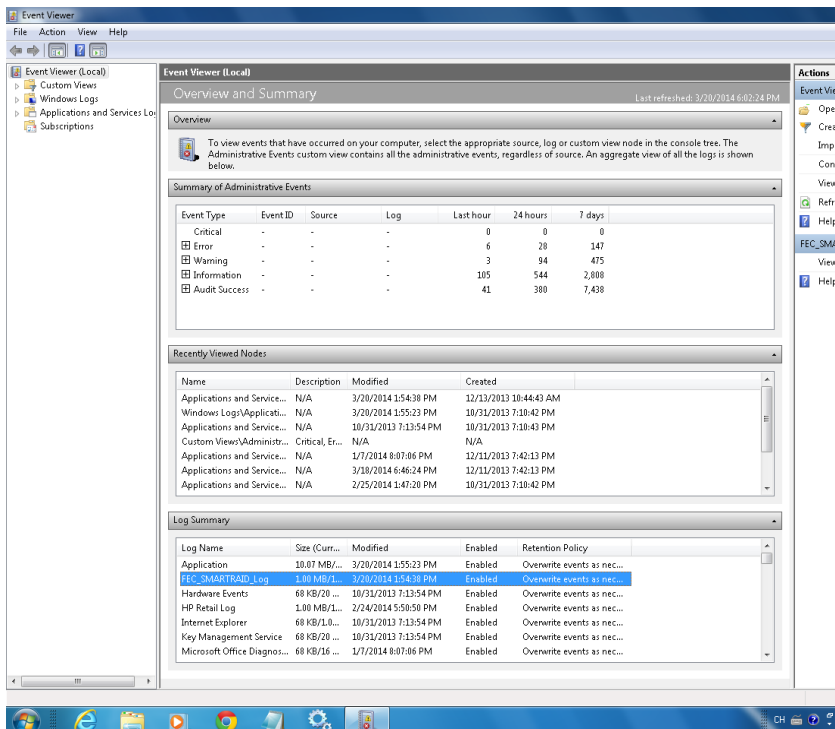 Event Viewer
File Action View Help
Event Viewer (Local)
Custom Views
Windows Logs
Applications and Services Lo
Subscriptions
Event Viewer (Local)
Overview and Summary Last refreshed: 3/20/2014 6:02:24 PM
Overview
To view events that have occurred on your computer, select the appropriate source, log or custom view node in the console tree. The
Administrative Events custom view contains all the administrative events, regardless of source. An aggregate view of all the logs is shown
below.
Summary of Administrative Events
Event Type Event ID Source Log Last hour 24 hours 7 days
Critical - - - 0 0 0
Error - - - 6 28 147
Warning - - - 3 94 475
Information - - - 105 544 2,808
Audit Success - - - 41 380 7,438
Recently Viewed Nodes
Name Description Modified Created
Applications and Service... N/A 3/20/2014 1:54:38 PM 12/13/2013 10:44:43 AM
Windows Logs\Applicati... N/A 3/20/2014 1:55:23 PM 10/31/2013 7:10:42 PM
Applications and Service... N/A 10/31/2013 7:13:54 PM 10/31/2013 7:10:43 PM
Custom Views\Administr... Critical, Er... N/A N/A
Applications and Service... N/A 1/7/2014 8:07:06 PM 12/11/2013 7:42:13 PM
Applications and Service... N/A 3/18/2014 6:46:24 PM 12/11/2013 7:42:13 PM
Applications and Service... N/A 2/25/2014 1:47:20 PM 10/31/2013 7:10:42 PM
Log Summary
Log Name Size (Curr... Modified Enabled Retention Policy
Application 10.07 MB/... 3/20/2014 1:55:23 PM Enabled Overwrite events as nec...
FEC_SMARTRAID_Log 1.00 MB/1... 3/20/2014 1:54:38 PM Enabled Overwrite events as nec...
Hardware Events 68 KB/20 ... 10/31/2013 7:13:54 PM Enabled Overwrite events as nec...
HP Retail Log 1.00 MB/1... 2/24/2014 5:50:50 PM Enabled Overwrite events as nec...
Internet Explorer 68 KB/1.0... 10/31/2013 7:13:54 PM Enabled Overwrite events as nec...
Key Management Service 68 KB/20 ... 10/31/2013 7:13:54 PM Enabled Overwrite events as nec...
Microsoft Office Diagnos... 68 KB/16 ... 1/7/2014 8:07:06 PM Enabled Overwrite events as nec...
Actions
Event Vie
Ope
Crea
Imp
Con
View
Refr
Help
FEC_SMA
View
Help
CH